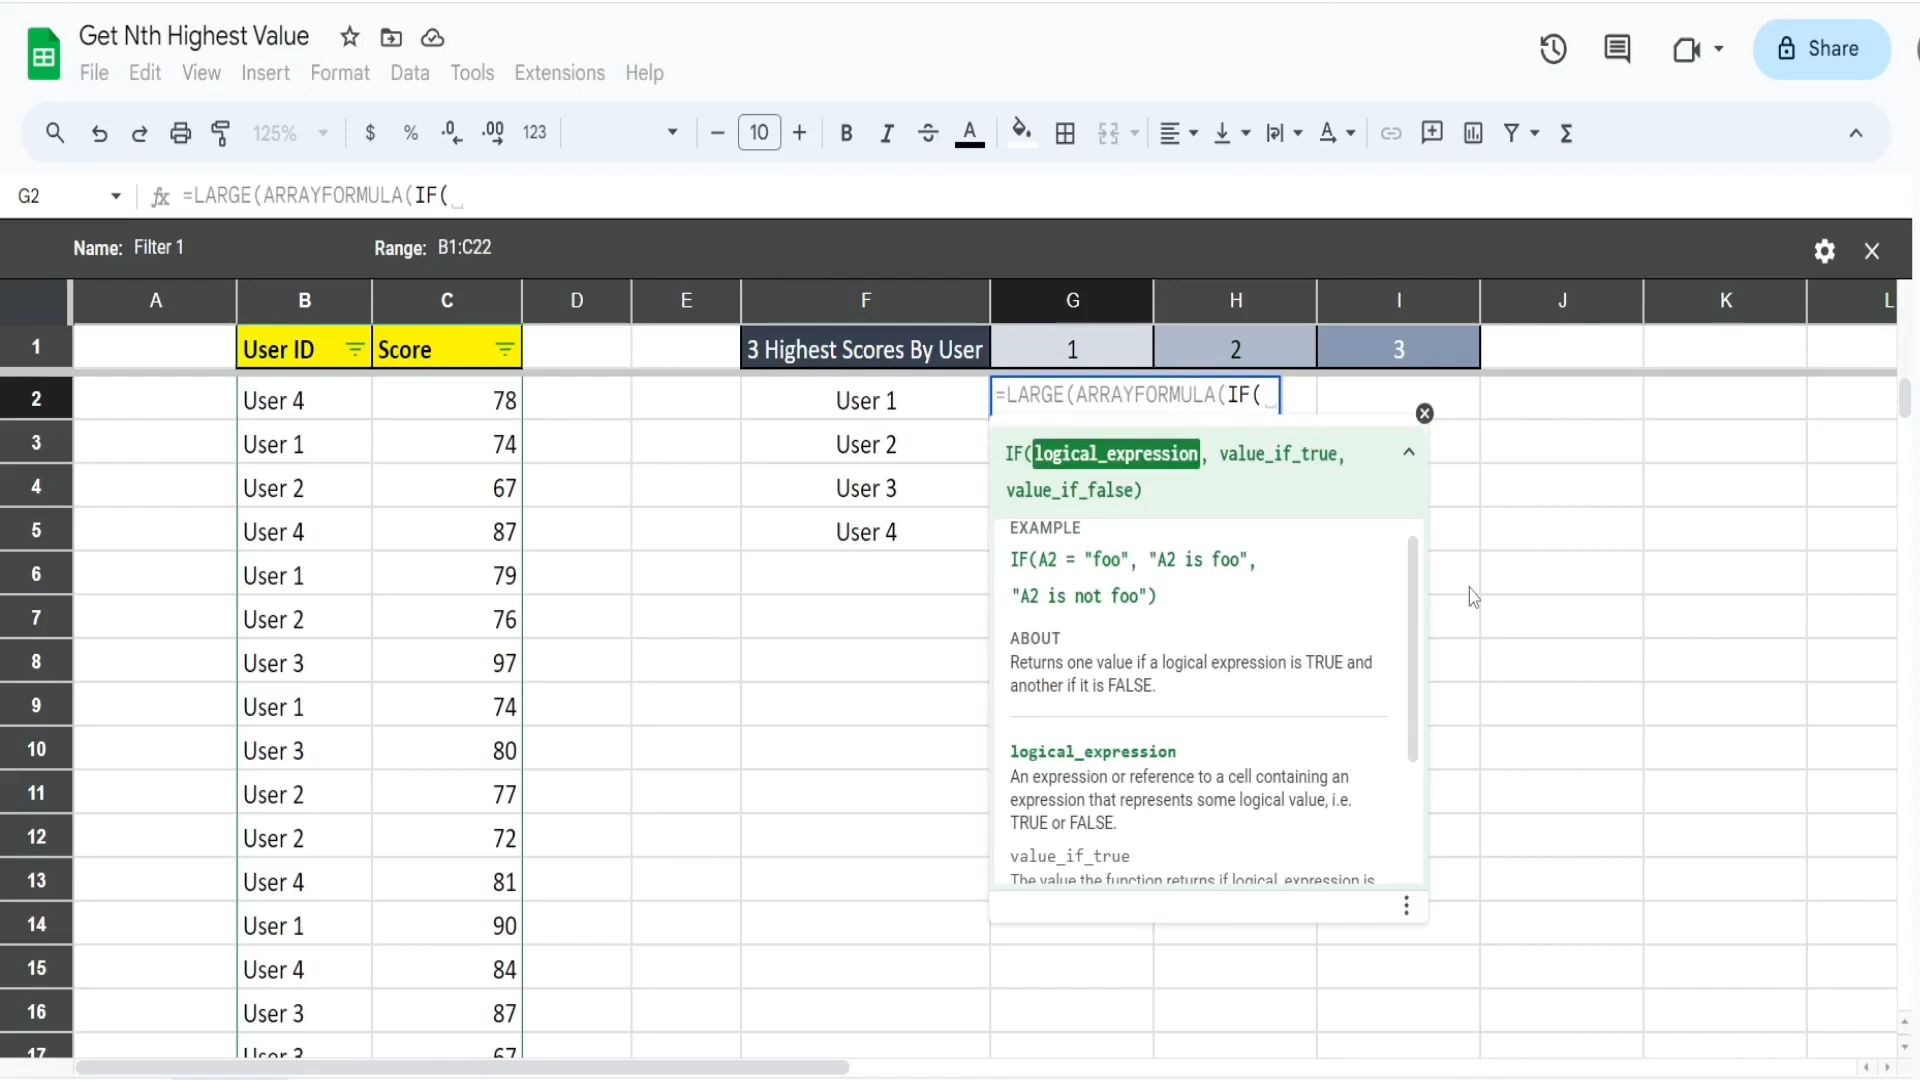 Get Nth Highest Value
File Edit View Insert Format Data Tools Extensions Help
Share
125% $ % .0 .00 123 10 B I A
G2 fx =LARGE(ARRAYFORMULA(IF(
Name: Filter 1 Range: B1:C22
A B C D E F G H I J K L
1 User ID Score 3 Highest Scores By User 1 2 3
2 User 4 78 User 1 =LARGE(ARRAYFORMULA(IF(
3 User 1 74 User 2
4 User 2 67 User 3
5 User 4 87 User 4
6 User 1 79
7 User 2 76
8 User 3 97
9 User 1 74
10 User 3 80
11 User 2 77
12 User 2 72
13 User 4 81
14 User 1 90
15 User 4 84
16 User 3 87
17 User 3 67
IF(logical_expression, value_if_true,
value_if_false)
EXAMPLE
IF(A2 = "foo", "A2 is foo",
"A2 is not foo")
ABOUT
Returns one value if a logical expression is TRUE and
another if it is FALSE.
logical_expression
An expression or reference to a cell containing an
expression that represents some logical value, i.e.
TRUE or FALSE.
value_if_true
The value the function returns if logical_expression is